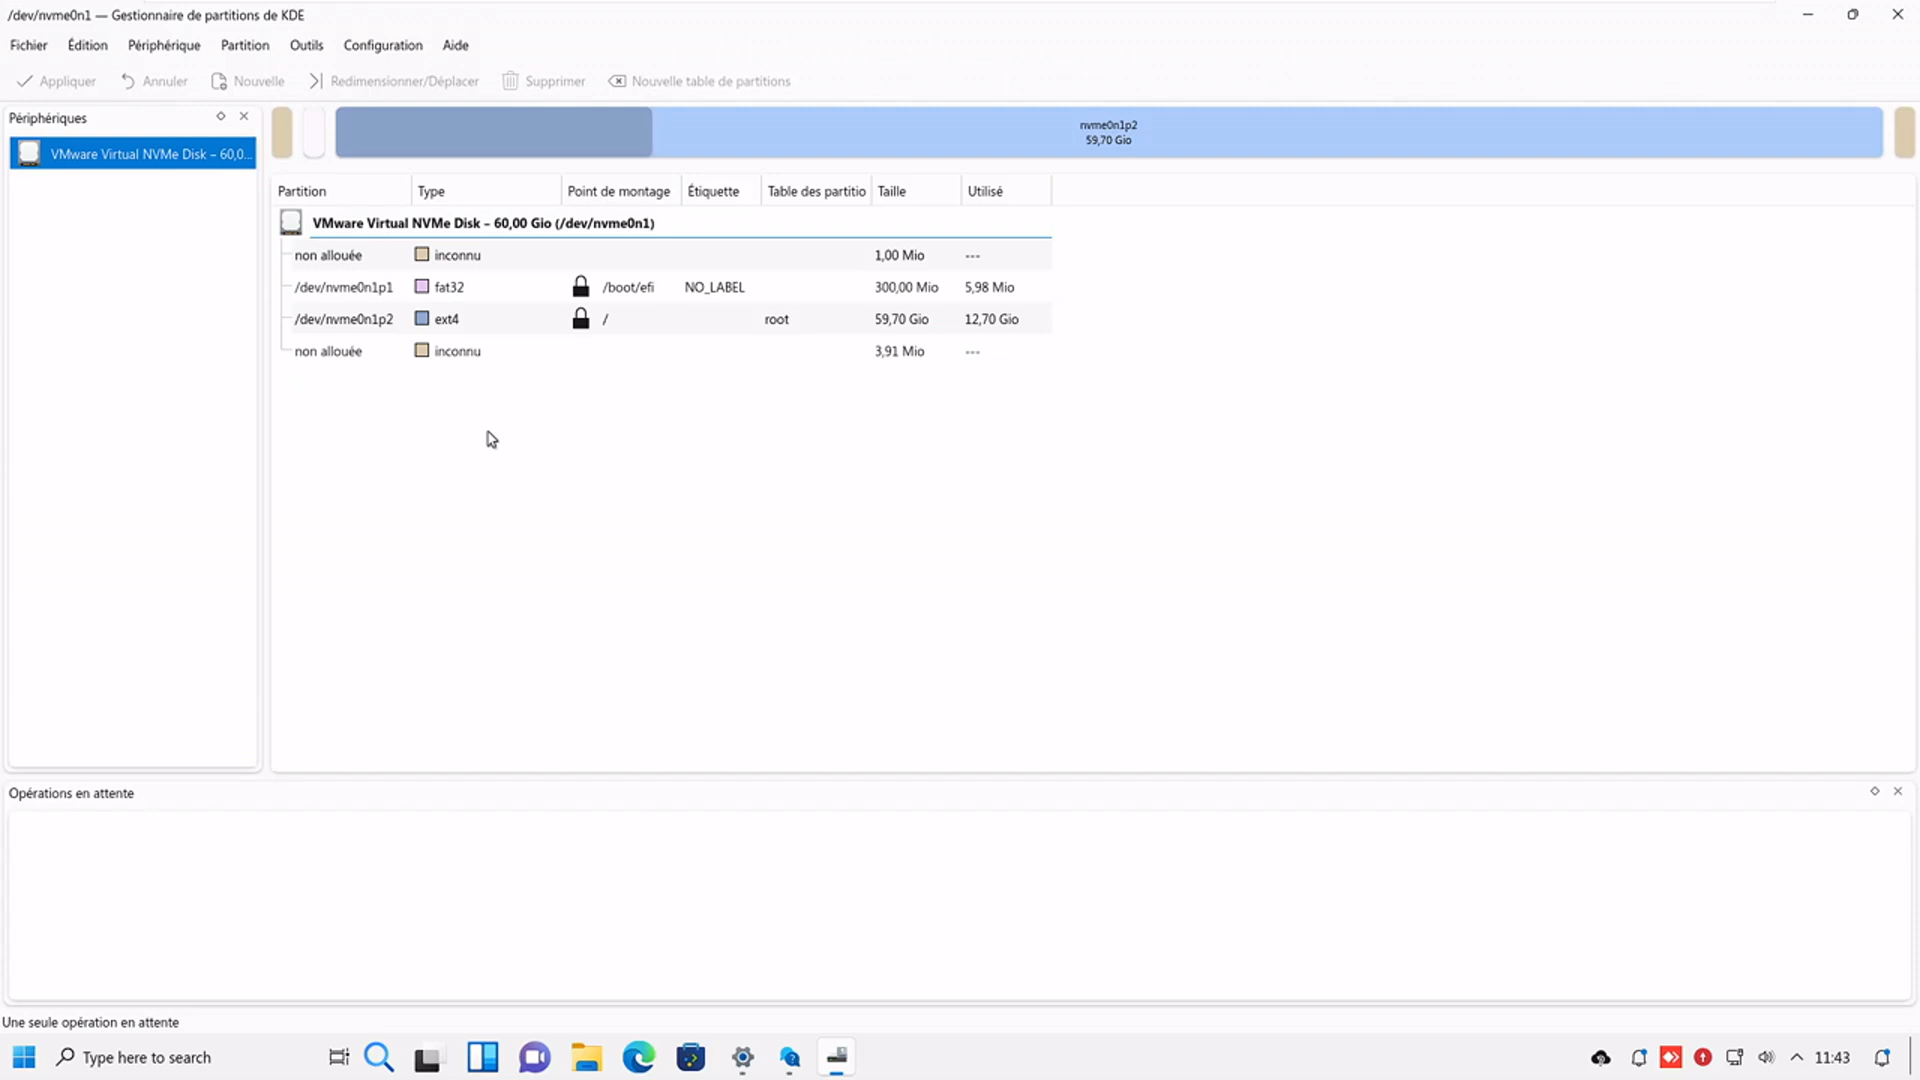 /dev/nvme0n1 — Gestionnaire de partitions de KDE
Fichier Édition Périphérique Partition Outils Configuration Aide
Appliquer Annuler Nouvelle Redimensionner/Déplacer Supprimer Nouvelle table de partitions
Périphériques
VMware Virtual NVMe Disk – 60,0...
nvme0n1p2
59,70 Gio
Partition Type Point de montage Étiquette Table des partitio Taille Utilisé
VMware Virtual NVMe Disk – 60,00 Gio (/dev/nvme0n1)
non allouée inconnu 1,00 Mio ---
/dev/nvme0n1p1 fat32 /boot/efi NO_LABEL 300,00 Mio 5,98 Mio
/dev/nvme0n1p2 ext4 / root 59,70 Gio 12,70 Gio
non allouée inconnu 3,91 Mio ---
Opérations en attente
Une seule opération en attente
Type here to search
11:43